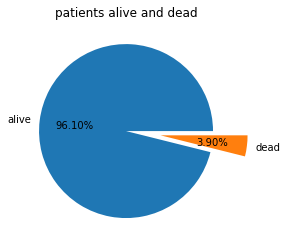 patients alive and dead
alive
96.10%
3.90%
dead